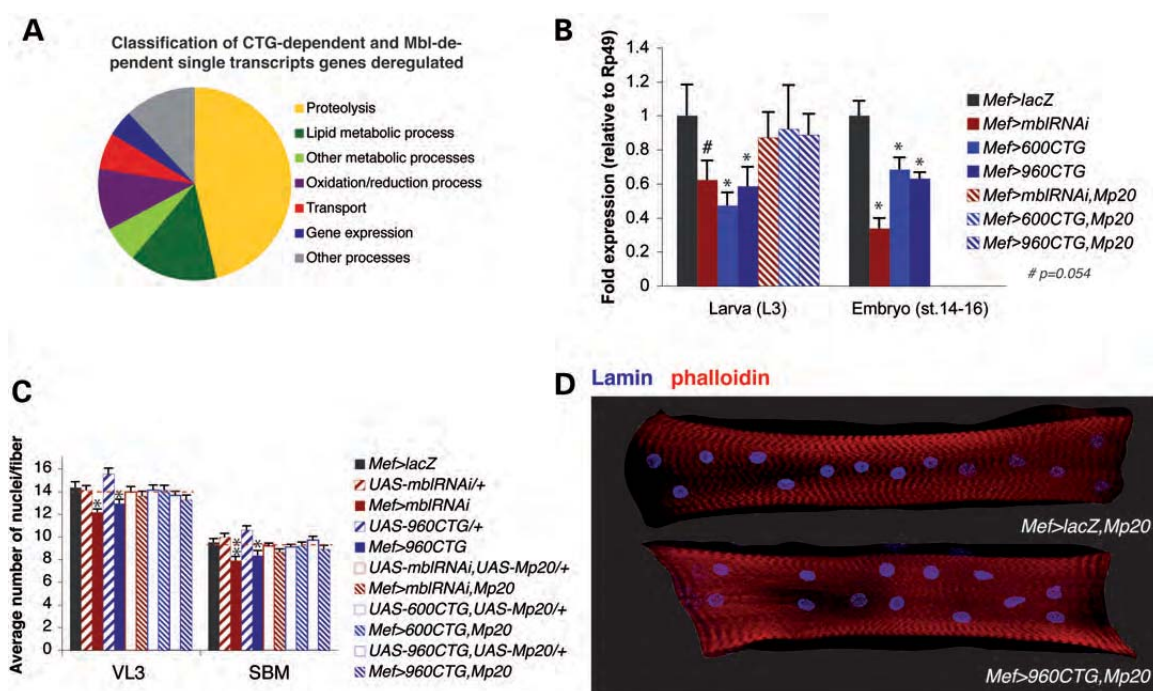 A
Classification of CTG-dependent and Mbl-de-
pendent single transcripts genes deregulated
Proteolysis
Lipid metabolic process
Other metabolic processes
Oxidation/reduction process
Transport
Gene expression
Other processes
B
Fold expression (relative to Rp49)
1.4
1.2
1
0.8
0.6
0.4
0.2
0
#
*
*
*
*
*
Larva (L3)
Embryo (st.14-16)
Mef>lacZ
Mef>mblRNAi
Mef>600CTG
Mef>960CTG
Mef>mblRNAi,Mp20
Mef>600CTG,Mp20
Mef>960CTG,Mp20
# p=0.054
C
Average number of nuclei/fiber
16
14
12
10
8
6
4
2
0
*
*
**
*
VL3
SBM
Mef>lacZ
UAS-mblRNAi/+
Mef>mblRNAi
UAS-960CTG/+
Mef>960CTG
UAS-mblRNAi,UAS-Mp20/+
Mef>mblRNAi,Mp20
UAS-600CTG,UAS-Mp20/+
Mef>600CTG,Mp20
UAS-960CTG,UAS-Mp20/+
Mef>960CTG,Mp20
D
Lamin phalloidin
Mef>lacZ,Mp20
Mef>960CTG,Mp20